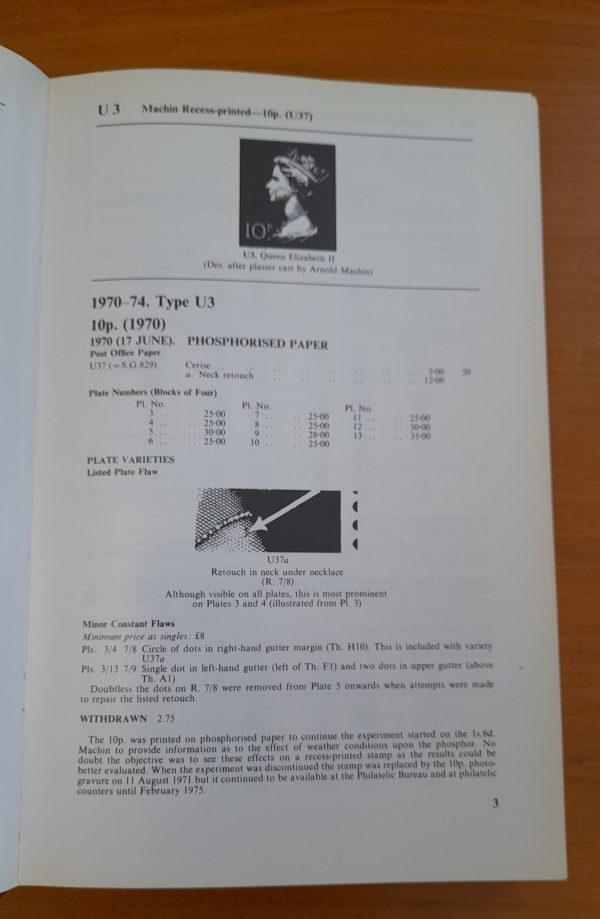 U 3 Machin Recess-printed—10p. (U37)
10P
U3. Queen Elizabeth II
(Des. after plaster cast by Arnold Machin)
1970–74. Type U3
10p. (1970)
1970 (17 JUNE). PHOSPHORISED PAPER
Post Office Paper
U37 (=S.G.829) Cerise .. .. .. .. .. .. .. .. 5·00 50
a. Neck retouch .. .. .. .. .. .. 12·00
Plate Numbers (Blocks of Four)
Pl. No. Pl. No. Pl. No.
3 .. .. 25·00 7 .. .. 25·00 11 .. .. 25·00
4 .. .. 25·00 8 .. .. 25·00 12 .. .. 30·00
5 .. .. 30·00 9 .. .. 28·00 13 .. .. 35·00
6 .. .. 25·00 10 .. .. 25·00
PLATE VARIETIES
Listed Plate Flaw
U37a
Retouch in neck under necklace
(R. 7/8)
Although visible on all plates, this is most prominent
on Plates 3 and 4 (illustrated from Pl. 3)
Minor Constant Flaws
Minimum price as singles: £8
Pls. 3/4 7/8 Circle of dots in right-hand gutter margin (Th. H10). This is included with variety
U37a
Pls. 3/13 7/9 Single dot in left-hand gutter (left of Th. F1) and two dots in upper gutter (above
Th. A1)
Doubtless the dots on R. 7/8 were removed from Plate 5 onwards when attempts were made
to repair the listed retouch.
WITHDRAWN 2.75
The 10p. was printed on phosphorised paper to continue the experiment started on the 1s.6d.
Machin to provide information as to the effect of weather conditions upon the phosphor. No
doubt the objective was to see these effects on a recess-printed stamp as the results could be
better evaluated. When the experiment was discontinued the stamp was replaced by the 10p. photo-
gravure on 11 August 1971 but it continued to be available at the Philatelic Bureau and at philatelic
counters until February 1975.
3